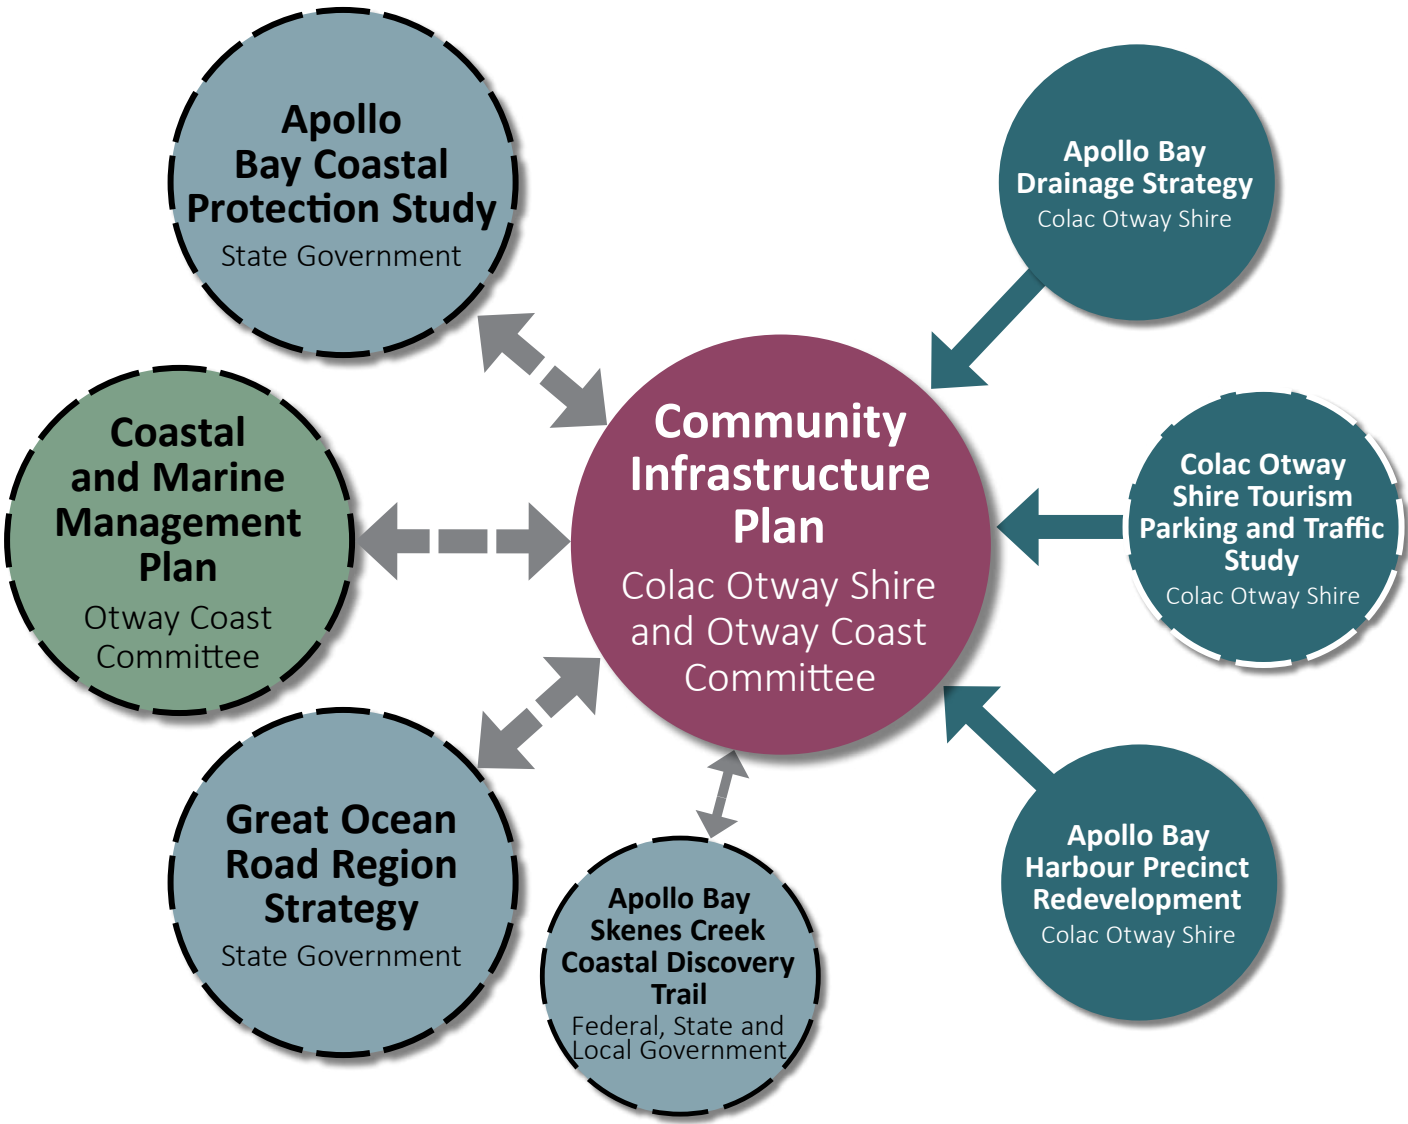 Apollo
Bay Coastal
Protection Study
State Government
Apollo Bay
Drainage Strategy
Colac Otway Shire
Coastal
and Marine
Management
Plan
Otway Coast
Committee
Community
Infrastructure
Plan
Colac Otway Shire
and Otway Coast
Committee
Colac Otway
Shire Tourism
Parking and Traffic
Study
Colac Otway Shire
Great Ocean
Road Region
Strategy
State Government
Apollo Bay
Skenes Creek
Coastal Discovery
Trail
Federal, State and
Local Government
Apollo Bay
Harbour Precinct
Redevelopment
Colac Otway Shire